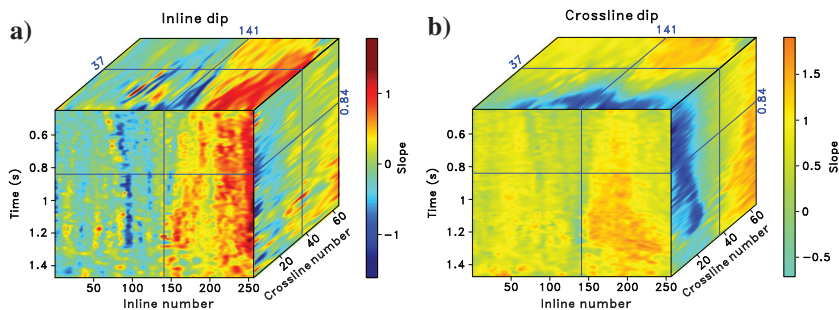 a)
Inline dip
141
37
0.84
0.6
0.8
1
1.2
1.4
Time (s)
50 100 150 200 250
Inline number
20 40 60
Crossline number
1
0
−1
Slope
b)
Crossline dip
141
37
0.84
0.6
0.8
1
1.2
1.4
Time (s)
50 100 150 200 250
Inline number
20 40 60
Crossline number
1.5
1
0.5
0
−0.5
Slope